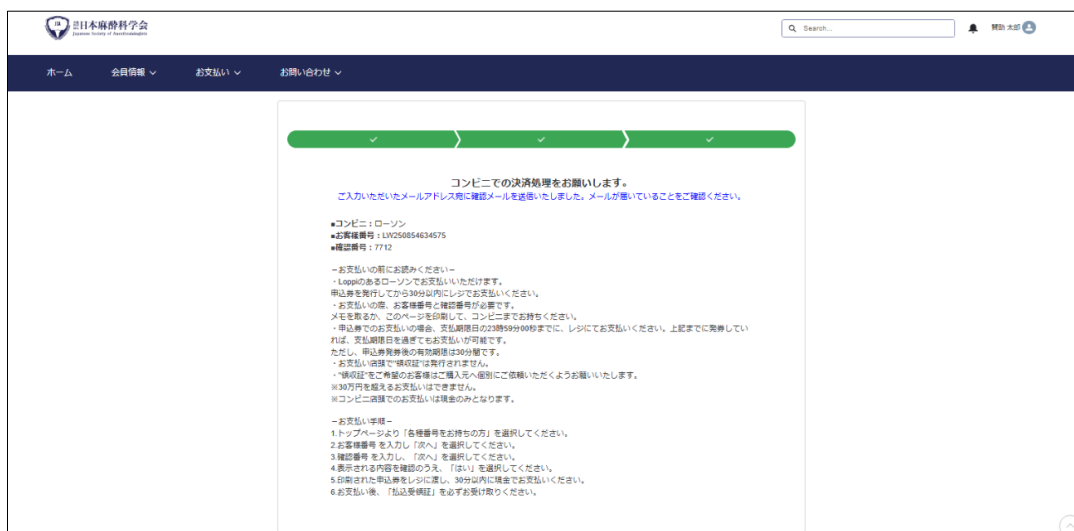 日本麻酔科学会
Japanese Society of Anesthesiologists
Search...
賛助 太郎
ホーム
会員情報
お支払い
お問い合わせ
コンビニでの決済処理をお願いします。
ご入力いただいたメールアドレス宛に確認メールを送信いたしました。メールが届いていることをご確認ください。
■コンビニ：ローソン
■お客様番号：LW250854634575
■確認番号：7712
－お支払いの前にお読みください－
・Loppiのあるローソンでお支払いいただけます。
申込券を発行してから30分以内にレジでお支払いください。
・お支払いの際、お客様番号と確認番号が必要です。
メモを取るか、このページを印刷して、コンビニまでお持ちください。
・申込券でのお支払いの場合、支払期限日の23時59分00秒までに、レジにてお支払いください。上記までに発券してい
れば、支払期限日を過ぎてもお支払いが可能です。
ただし、申込券発券後の有効期限は30分間です。
・お支払い店頭で"領収証"は発行されません。
・"領収証"をご希望のお客様はご購入元へ個別にご依頼いただくようお願いいたします。
※30万円を超えるお支払いはできません。
※コンビニ店頭でのお支払いは現金のみとなります。
－お支払い手順－
1.トップページより「各種番号をお持ちの方」を選択してください。
2.お客様番号 を入力し「次へ」を選択してください。
3.確認番号 を入力し、「次へ」を選択してください。
4.表示される内容を確認のうえ、「はい」を選択してください。
5.印刷された申込券をレジに渡し、30分以内に現金でお支払いください。
6.お支払い後、「払込受領証」を必ずお受け取りください。